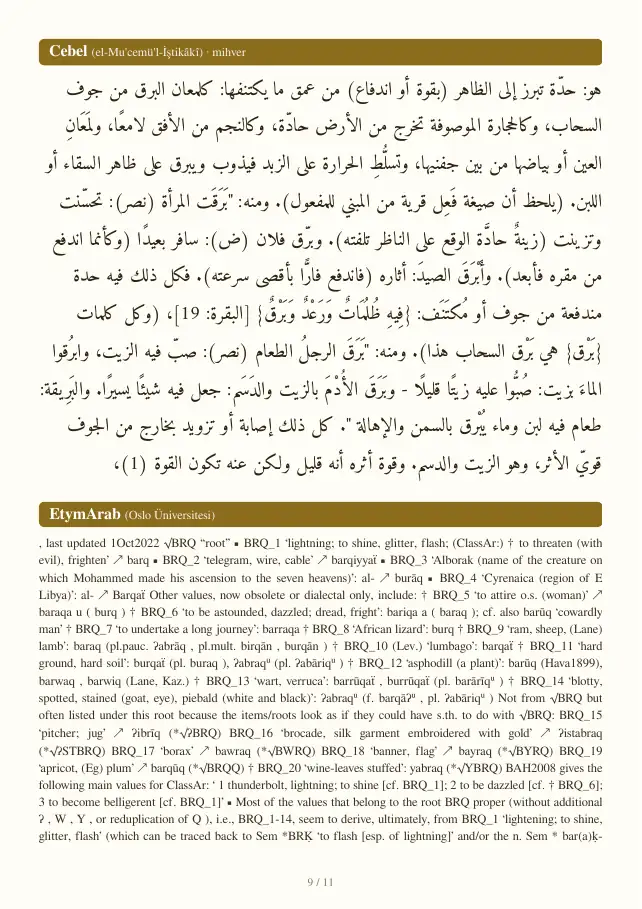 Cebel (el-Mu'cemü'l-İştikâkî) · mihver
هو: حدّة تبرز إلى الظاهر (بقوة أو اندفاع) من عمق ما يكتنفها: كلمعان البرق من جوف
السحاب، وكالحجارة الموصوفة تخرج من الأرض حادّة، وكالنجم من الأفق لامعًا، ولَمَعَانِ
العين أو بياضها من بين جفنيها، وتسلُّطِ الحرارة على الزبد فيذوب ويبرق على ظاهر السقاء أو
اللبن. (يلحظ أن صيغة فَعِل قرية من المبني للمفعول). ومنه: "بَرَقَت المرأة (نصر): تحسّنت
وتزينت (زينةٌ حادَّة الوقع على الناظر تلفته). وبرّق فلان (ض): سافر بعيدًا (وكأنما اندفع
من مقره فأبعد). وأَبْرَقَ الصيدَ: أثاره (فاندفع فارًّا بأقصى سرعته). فكل ذلك فيه حدة
مندفعة من جوف أو مُكتَنَف: {فِيهِ ظُلُمَاتٌ وَرَعْدٌ وَبَرْقٌ} [البقرة: 19]، (وكل كلمات
{بَرْق} هي بَرْق السحاب هذا). ومنه: "بَرَقَ الرجلُ الطعام (نصر): صبّ فيه الزيت، وابرُقوا
الماءَ بزيت: صُبُّوا عليه زيتًا قليلًا - وبَرَقَ الأُدْمَ بالزيت والدَسَم: جعل فيه شيئًا يسيرًا. والبَرِيقة:
طعام فيه لبن وماء يُبْرق بالسمن والإهالة ". كل ذلك إصابة أو تزويد بخارج من الجوف
قويّ الأثر، وهو الزيت والدسم. وقوة أثره أنه قليل ولكن عنه تكون القوة (1)،
EtymArab (Oslo Üniversitesi)
, last updated 1Oct2022 √BRQ “root” ▪ BRQ_1 ‘lightning; to shine, glitter, flash; (ClassAr:) † to threaten (with
evil), frighten’ ↗ barq ▪ BRQ_2 ‘telegram, wire, cable’ ↗ barqiyyaẗ ▪ BRQ_3 ‘Alborak (name of the creature on
which Mohammed made his ascension to the seven heavens)’: al- ↗ burāq ▪ BRQ_4 ‘Cyrenaica (region of E
Libya)’: al- ↗ Barqaẗ Other values, now obsolete or dialectal only, include: † BRQ_5 ‘to attire o.s. (woman)’ ↗
baraqa u ( burq ) † BRQ_6 ‘to be astounded, dazzled; dread, fright’: bariqa a ( baraq ); cf. also barūq ‘cowardly
man’ † BRQ_7 ‘to undertake a long journey’: barraqa † BRQ_8 ‘African lizard’: burq † BRQ_9 ‘ram, sheep, (Lane)
lamb’: baraq (pl.pauc. ʔabrāq , pl.mult. birqān , burqān ) † BRQ_10 (Lev.) ‘lumbago’: barqaẗ † BRQ_11 ‘hard
ground, hard soil’: burqaẗ (pl. buraq ), ʔabraqᵘ (pl. ʔabāriqᵘ ) † BRQ_12 ‘asphodill (a plant)’: barūq (Hava1899),
barwaq , barwiq (Lane, Kaz.) † BRQ_13 ‘wart, verruca’: barrūqaẗ , burrūqaẗ (pl. barārīqᵘ ) † BRQ_14 ‘blotty,
spotted, stained (goat, eye), piebald (white and black)’: ʔabraqᵘ (f. barqāʔᵘ , pl. ʔabāriqᵘ ) Not from √BRQ but
often listed under this root because the items/roots look as if they could have s.th. to do with √BRQ: BRQ_15
‘pitcher; jug’ ↗ ʔibrīq (*√ʔBRQ) BRQ_16 ‘brocade, silk garment embroidered with gold’ ↗ ʔistabraq
(*√ʔSTBRQ) BRQ_17 ‘borax’ ↗ bawraq (*√BWRQ) BRQ_18 ‘banner, flag’ ↗ bayraq (*√BYRQ) BRQ_19
‘apricot, (Eg) plum’ ↗ barqūq (*√BRQQ) † BRQ_20 ‘wine-leaves stuffed’: yabraq (*√YBRQ) BAH2008 gives the
following main values for ClassAr: ‘ 1 thunderbolt, lightning; to shine [cf. BRQ_1]; 2 to be dazzled [cf. † BRQ_6];
3 to become belligerent [cf. BRQ_1]’ ▪ Most of the values that belong to the root BRQ proper (without additional
ʔ , W , Y , or reduplication of Q ), i.e., BRQ_1-14, seem to derive, ultimately, from BRQ_1 ‘lightening; to shine,
glitter, flash’ (which can be traced back to Sem *BRḲ ‘to flash [esp. of lightning]’ and/or the n. Sem * bar(a)ḳ-
9 / 11